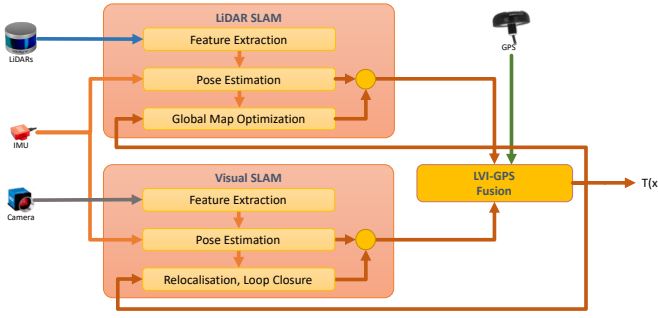 LiDAR SLAM
Feature Extraction
LiDARs
GPS
Pose Estimation
Global Map Optimization
IMU
Visual SLAM
LVI-GPS
Fusion
T(x
Feature Extraction
Camera
Pose Estimation
Relocalisation, Loop Closure